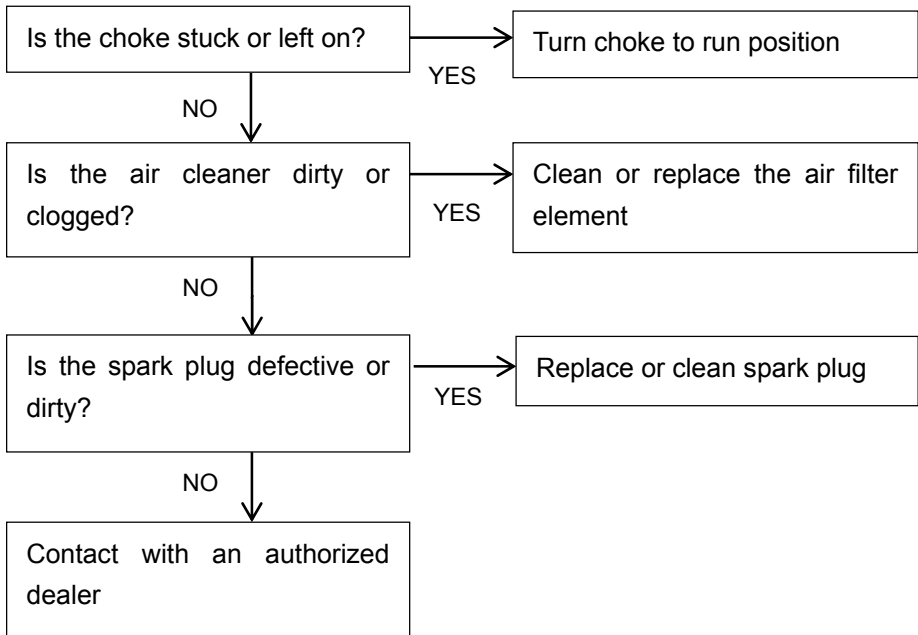 Is the choke stuck or left on?
Turn choke to run position
YES
NO
Is the air cleaner dirty or
clogged?
Clean or replace the air filter
element
YES
NO
Is the spark plug defective or
dirty?
Replace or clean spark plug
YES
NO
Contact with an authorized
dealer